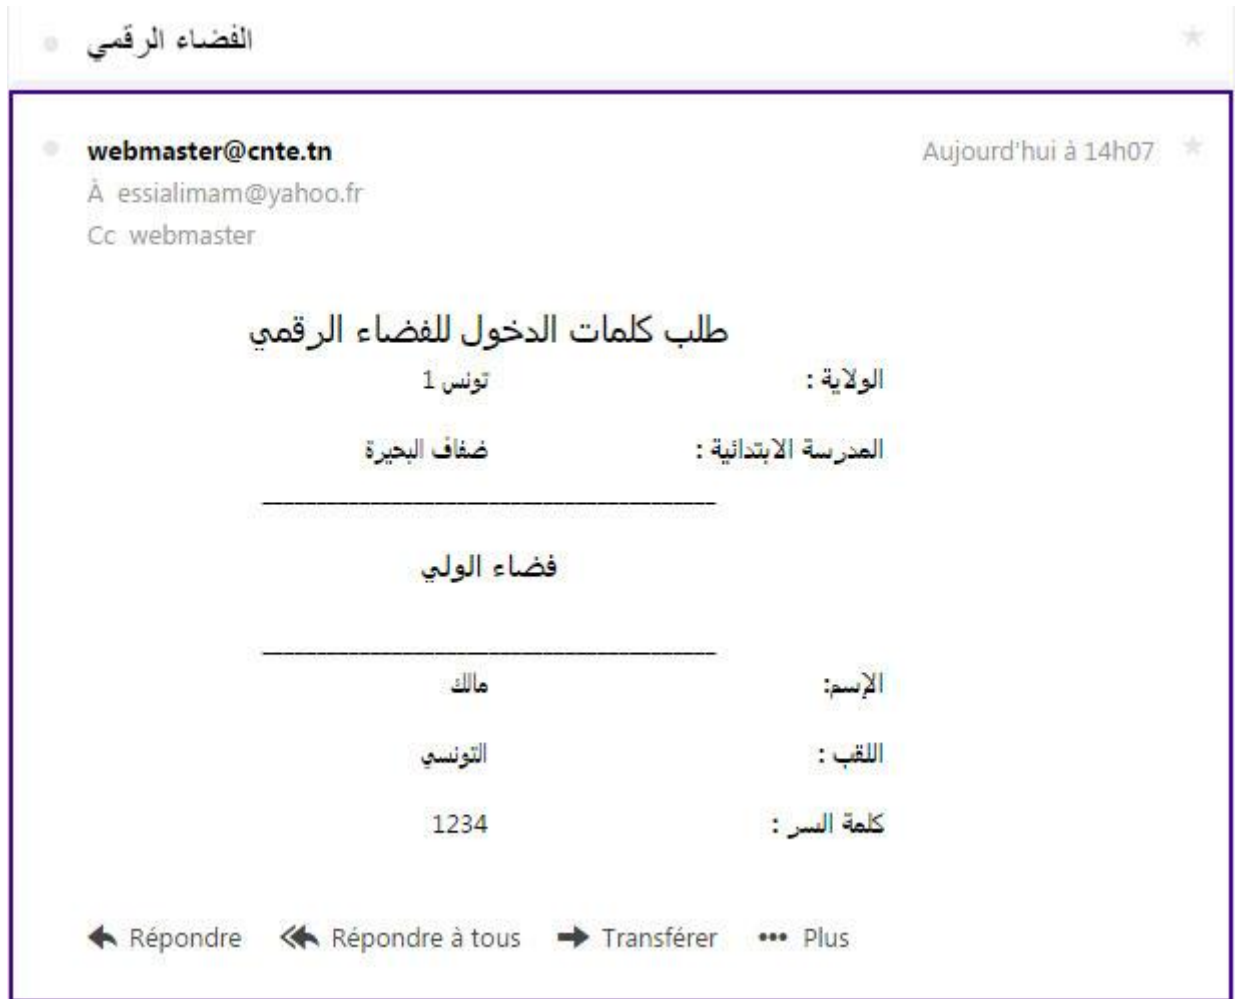 الفضاء الرقمي
webmaster@cnte.tn Aujourd'hui à 14h07
À essialimam@yahoo.fr
Cc webmaster
طلب كلمات الدخول للفضاء الرقمي
الولاية : تونس 1
المدرسة الابتدائية : ضفاف البحيرة
فضاء الولي
الإسم: مالك
اللقب : التونسي
كلمة السر : 1234
Répondre Répondre à tous Transférer Plus